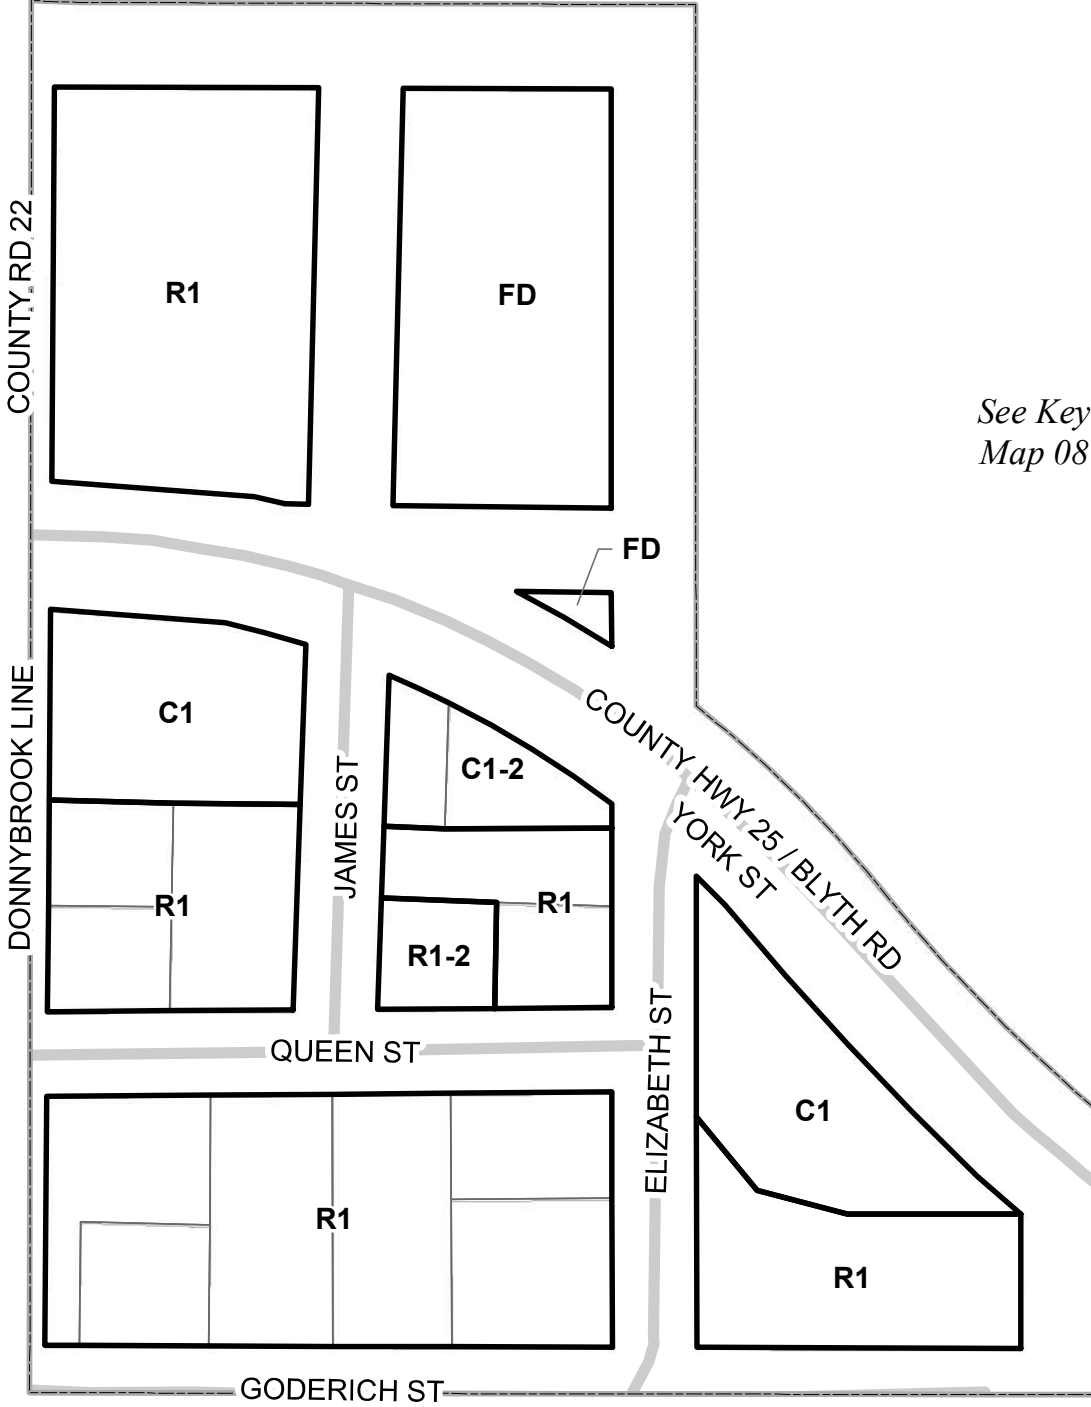 COUNTY RD 22
R1
FD
See Key
Map 08
FD
DONNYBROOK LINE
C1
JAMES ST
C1-2
COUNTY HWY 25 / BLYTH RD
YORK ST
R1
R1
R1-2
QUEEN ST
ELIZABETH ST
C1
R1
R1
GODERICH ST